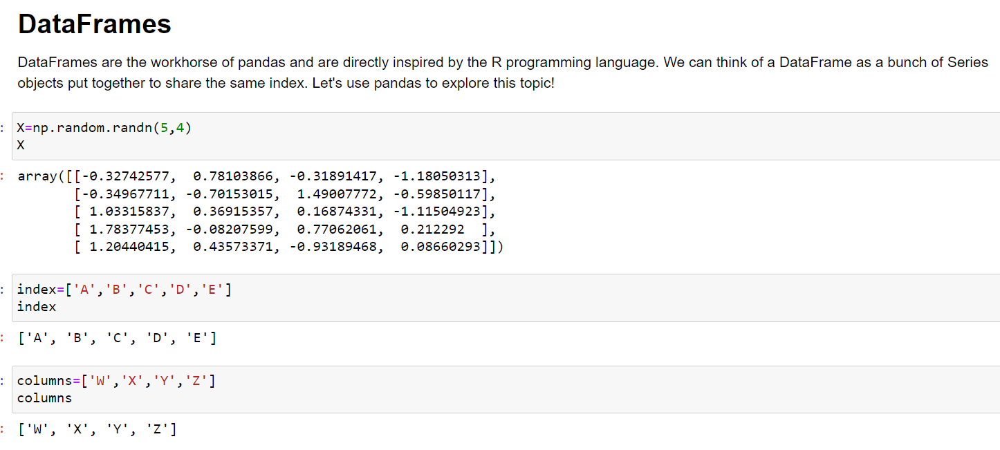 DataFrames
DataFrames are the workhorse of pandas and are directly inspired by the R programming language. We can think of a DataFrame as a bunch of Series
objects put together to share the same index. Let's use pandas to explore this topic!
: X=np.random.randn(5,4)
X
: array([[-0.32742577,  0.78103866, -0.31891417, -1.18050313],
       [-0.34967711, -0.70153015,  1.49007772, -0.59850117],
       [ 1.03315837,  0.36915357,  0.16874331, -1.11504923],
       [ 1.78377453, -0.08207599,  0.77062061,  0.212292  ],
       [ 1.20440415,  0.43573371, -0.93189468,  0.08660293]])
: index=['A','B','C','D','E']
index
: ['A', 'B', 'C', 'D', 'E']
: columns=['W','X','Y','Z']
columns
: ['W', 'X', 'Y', 'Z']